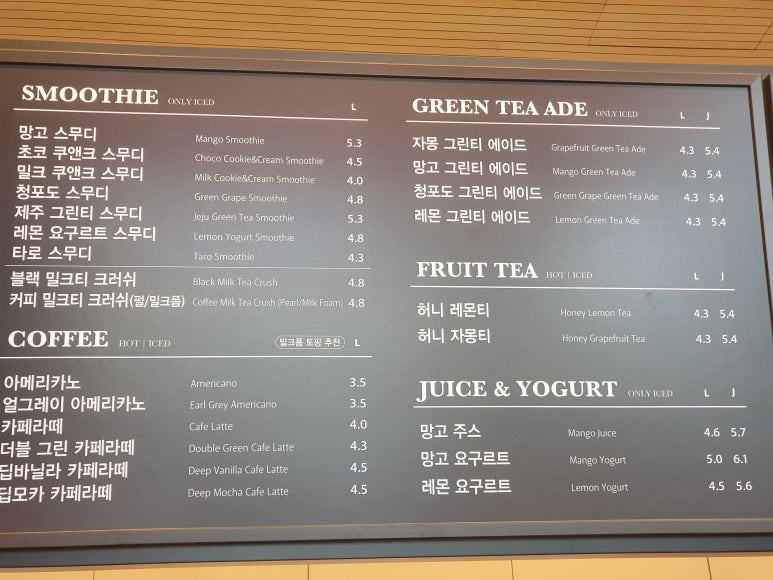 SMOOTHIE ONLY ICED L
망고 스무디 Mango Smoothie 5.3
초코 쿠앤크 스무디 Choco Cookie&Cream Smoothie 4.5
밀크 쿠앤크 스무디 Milk Cookie&Cream Smoothie 4.0
청포도 스무디 Green Grape Smoothie 4.8
제주 그린티 스무디 Jeju Green Tea Smoothie 5.3
레몬 요구르트 스무디 Lemon Yogurt Smoothie 4.8
타로 스무디 Taro Smoothie 4.3
블랙 밀크티 크러쉬 Black Milk Tea Crush 4.8
커피 밀크티 크러쉬(펄/밀크폼) Coffee Milk Tea Crush (Pearl/Milk Foam) 4.8
COFFEE HOT | ICED 밀크폼 토핑 추천 L
아메리카노 Americano 3.5
얼그레이 아메리카노 Earl Grey Americano 3.5
카페라떼 Cafe Latte 4.0
더블 그린 카페라떼 Double Green Cafe Latte 4.3
딥바닐라 카페라떼 Deep Vanilla Cafe Latte 4.5
딥모카 카페라떼 Deep Mocha Cafe Latte 4.5
GREEN TEA ADE ONLY ICED L J
자몽 그린티 에이드 Grapefruit Green Tea Ade 4.3 5.4
망고 그린티 에이드 Mango Green Tea Ade 4.3 5.4
청포도 그린티 에이드 Green Grape Green Tea Ade 4.3 5.4
레몬 그린티 에이드 Lemon Green Tea Ade 4.3 5.4
FRUIT TEA HOT | ICED L J
허니 레몬티 Honey Lemon Tea 4.3 5.4
허니 자몽티 Honey Grapefruit Tea 4.3 5.4
JUICE & YOGURT ONLY ICED L J
망고 주스 Mango Juice 4.6 5.7
망고 요구르트 Mango Yogurt 5.0 6.1
레몬 요구르트 Lemon Yogurt 4.5 5.6